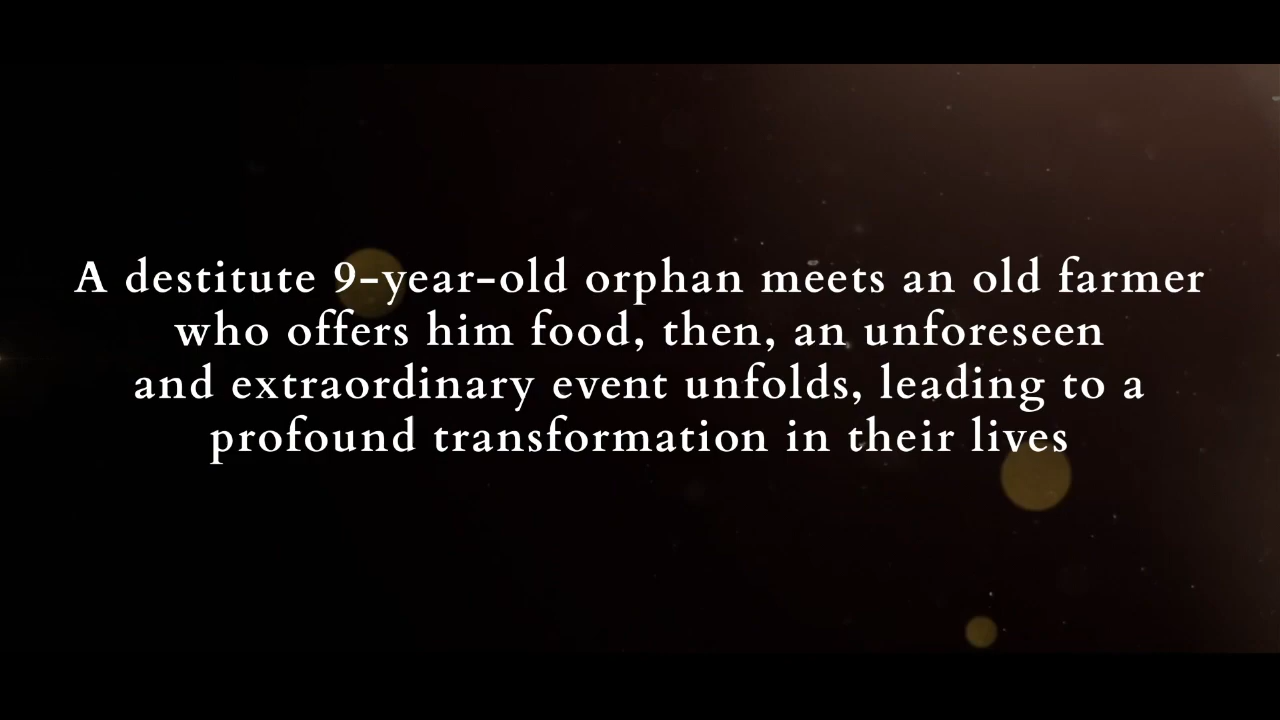 A destitute 9-year-old orphan meets an old farmer
who offers him food, then, an unforeseen
and extraordinary event unfolds, leading to a
profound transformation in their lives